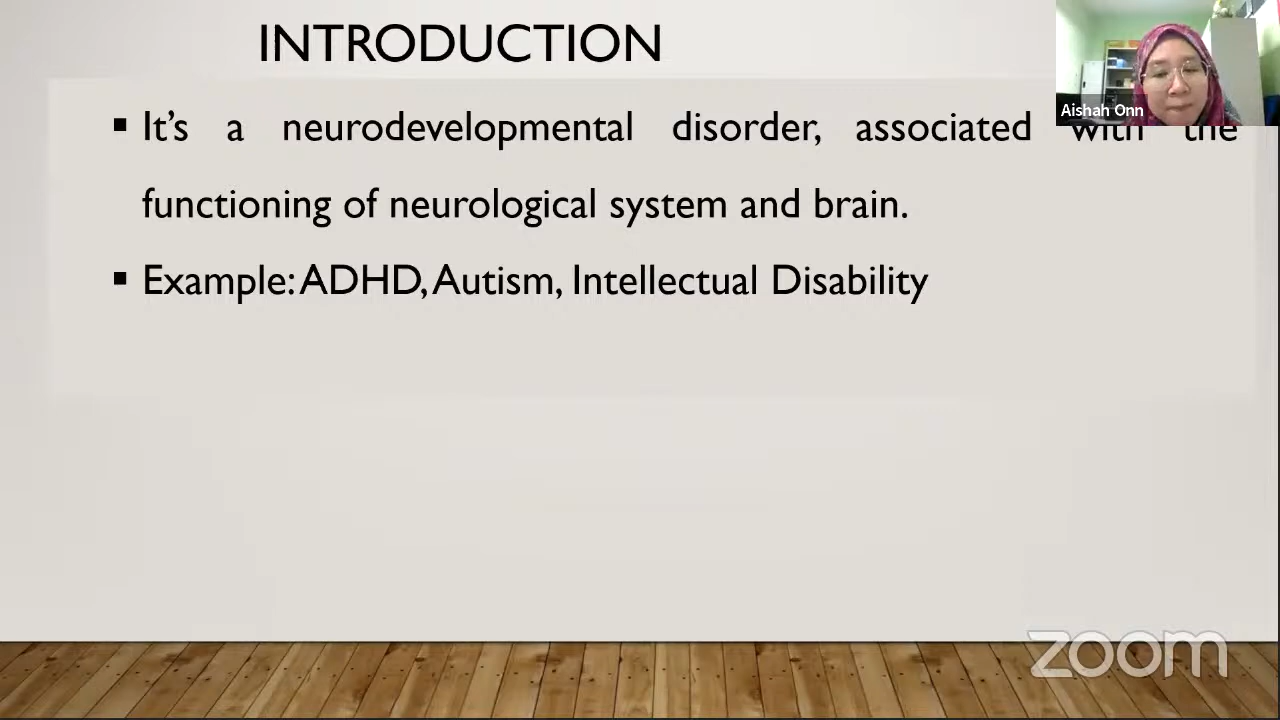 INTRODUCTION
Aishah Onn
▪ It's a neurodevelopmental disorder, associated with the
functioning of neurological system and brain.
▪ Example: ADHD, Autism, Intellectual Disability
zoom